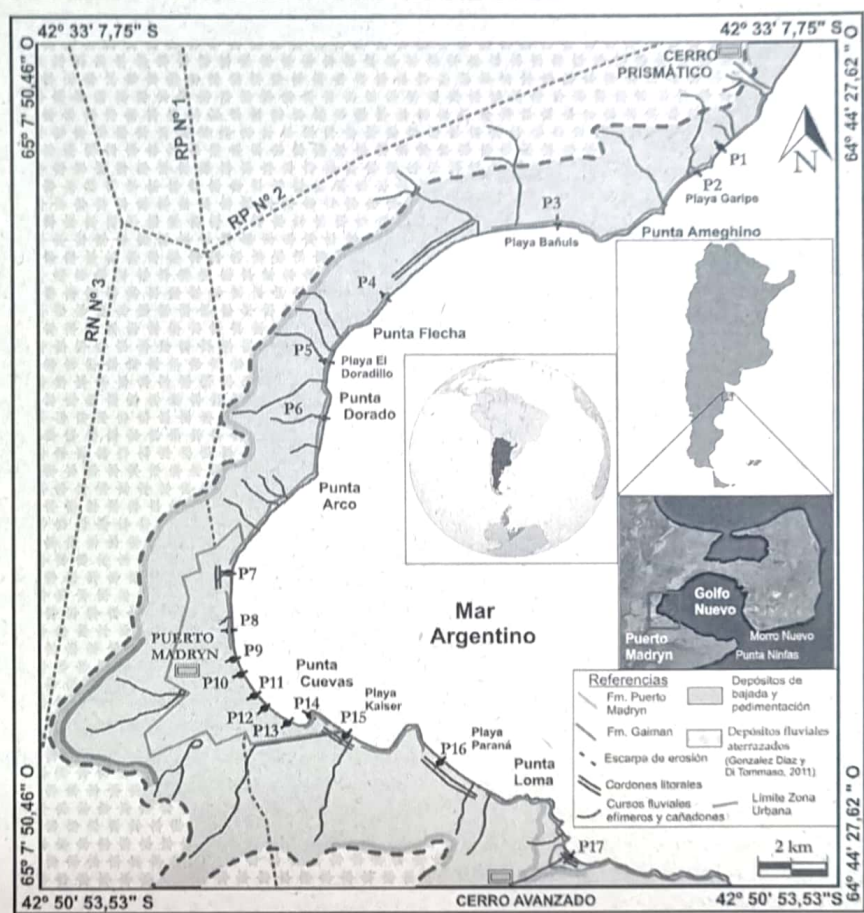 42° 33' 7,75" S
42° 33' 7,75" S
65° 7' 50,46" O
64° 44' 27,62" O
CERRO
PRISMÁTICO
RP Nº 1
RP Nº 2
RN Nº 3
N
P1
P2
Playa Garipe
P3
Playa Bañuls
Punta Ameghino
P4
Punta Flecha
P5
Playa El
Doradillo
P6
Punta
Dorado
Punta
Arco
P7
P8
PUERTO
MADRYN
P9
P10
P11
P12
P13
P14
Punta
Cuevas
P15
Playa
Kaiser
P16
Playa
Paraná
Punta
Loma
P17
Mar
Argentino
Golfo
Nuevo
Puerto
Madryn
Morro Nuevo
Punta Ninfas
Referencias
Fm. Puerto
Madryn
Fm. Gaiman
Escarpa de erosión
Cordones litorales
Cursos fluviales
efímeros y cañadones
Depósitos de
bajada y
pedimentación
Depósitos fluviales
aterrazados
(Gonzalez Díaz y
Di Tommaso, 2011)
Límite Zona
Urbana
2 km
65° 7' 50,46" O
64° 44' 27,62" O
42° 50' 53,53" S
CERRO AVANZADO
42° 50' 53,53" S